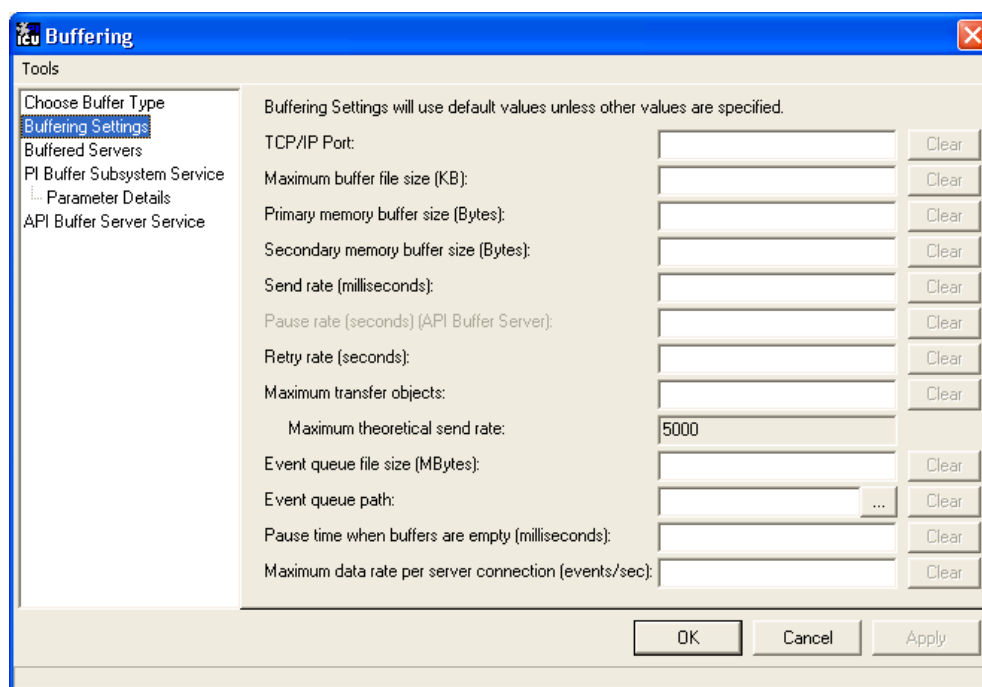 icu Buffering
Tools
Choose Buffer Type
Buffering Settings
Buffered Servers
PI Buffer Subsystem Service
Parameter Details
API Buffer Server Service
Buffering Settings will use default values unless other values are specified.
TCP/IP Port: Clear
Maximum buffer file size (KB): Clear
Primary memory buffer size (Bytes): Clear
Secondary memory buffer size (Bytes): Clear
Send rate (milliseconds): Clear
Pause rate (seconds) (API Buffer Server): Clear
Retry rate (seconds): Clear
Maximum transfer objects: Clear
Maximum theoretical send rate: 5000
Event queue file size (MBytes): Clear
Event queue path: ... Clear
Pause time when buffers are empty (milliseconds): Clear
Maximum data rate per server connection (events/sec): Clear
OK Cancel Apply